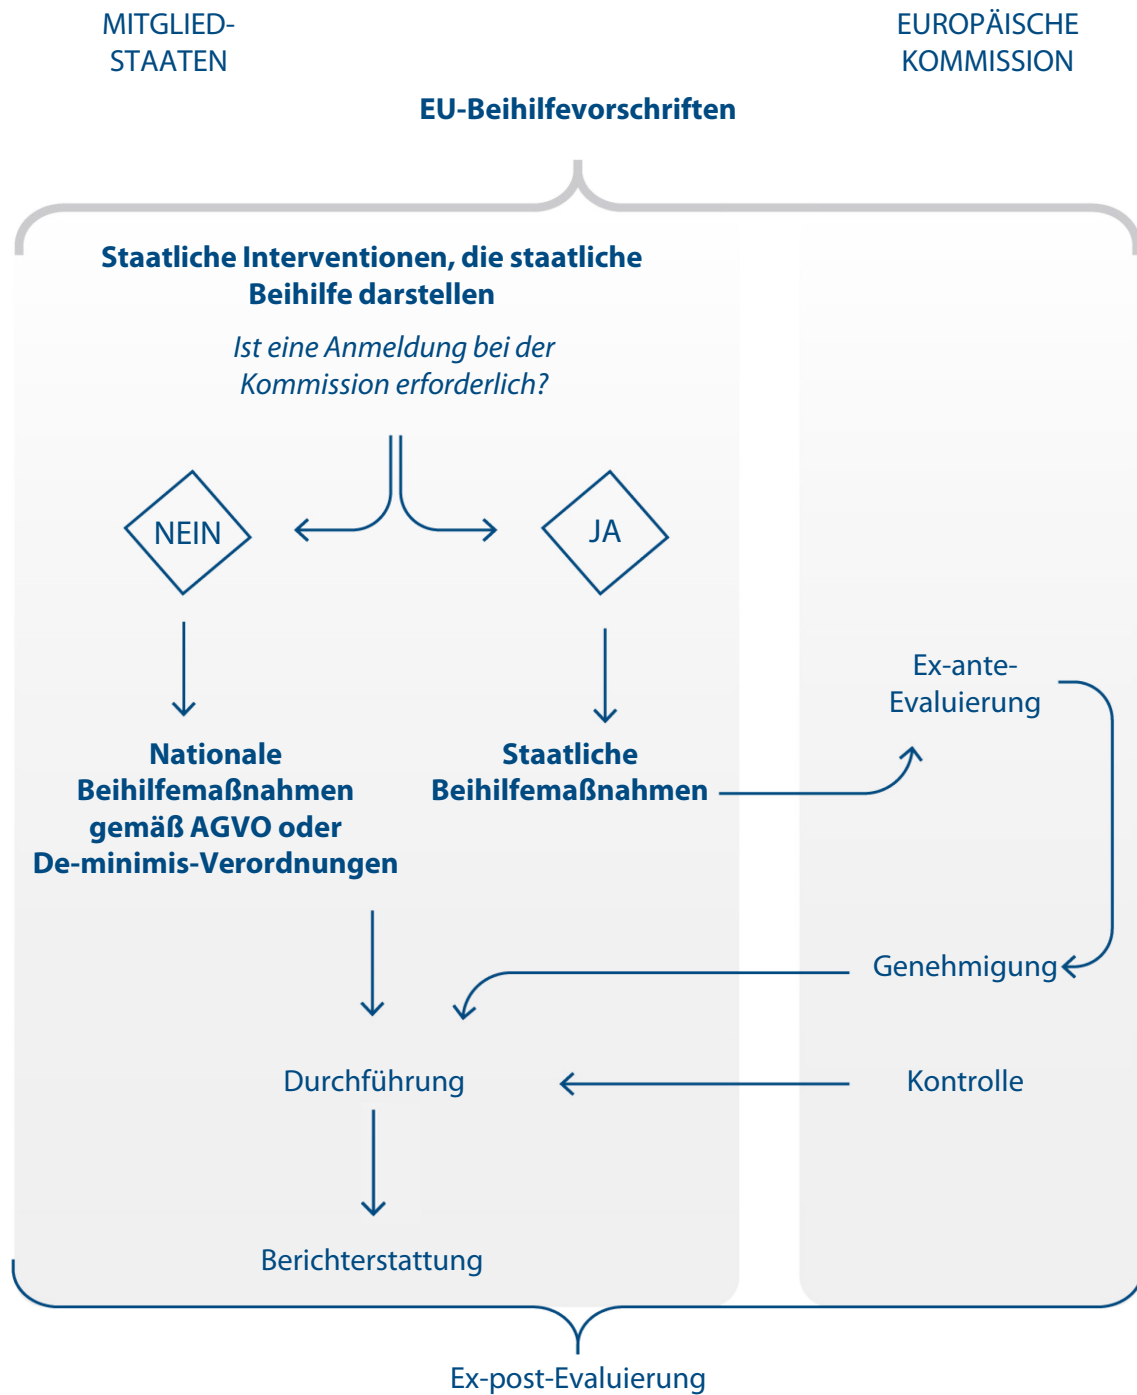 MITGLIED-
STAATEN
EUROPÄISCHE
KOMMISSION
EU-Beihilfevorschriften
Staatliche Interventionen, die staatliche
Beihilfe darstellen
Ist eine Anmeldung bei der
Kommission erforderlich?
NEIN
JA
Ex-ante-
Evaluierung
Nationale
Beihilfemaßnahmen
gemäß AGVO oder
De-minimis-Verordnungen
Staatliche
Beihilfemaßnahmen
Genehmigung
Durchführung
Kontrolle
Berichterstattung
Ex-post-Evaluierung